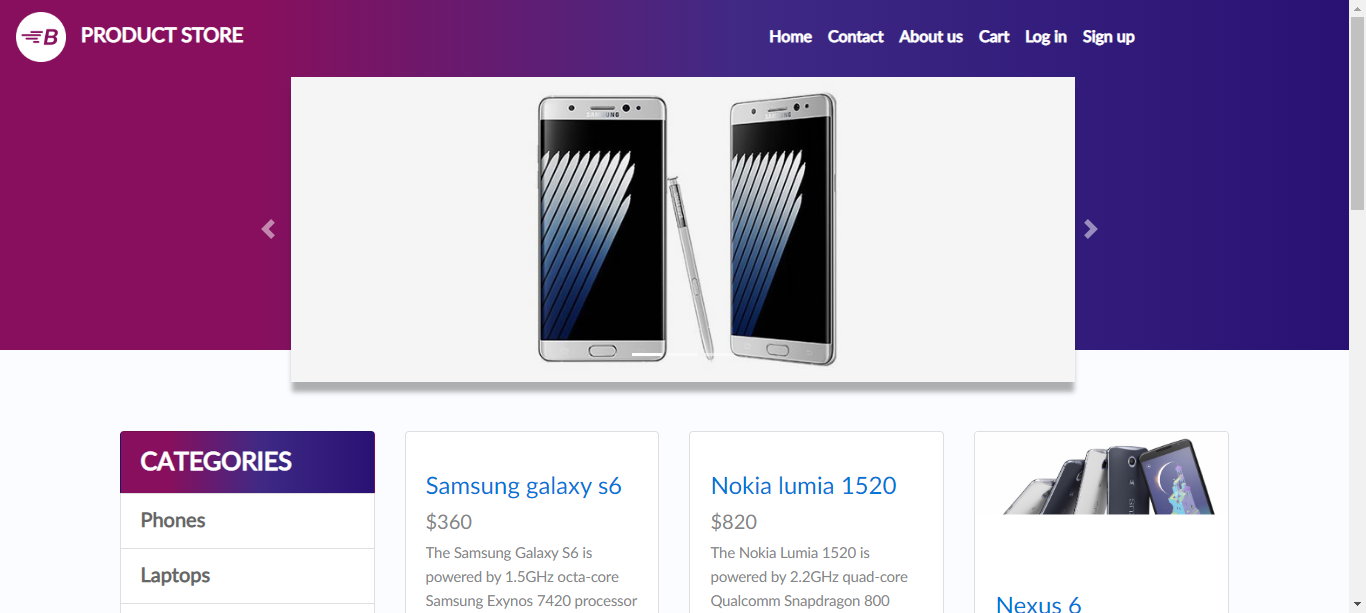 B
PRODUCT STORE
Home Contact About us Cart Log in Sign up
SAMSUNG
SAMSUNG
CATEGORIES
Phones
Laptops
Samsung galaxy s6
$360
The Samsung Galaxy S6 is
powered by 1.5GHz octa-core
Samsung Exynos 7420 processor
Nokia lumia 1520
$820
The Nokia Lumia 1520 is
powered by 2.2GHz quad-core
Qualcomm Snapdragon 800
Nexus 6